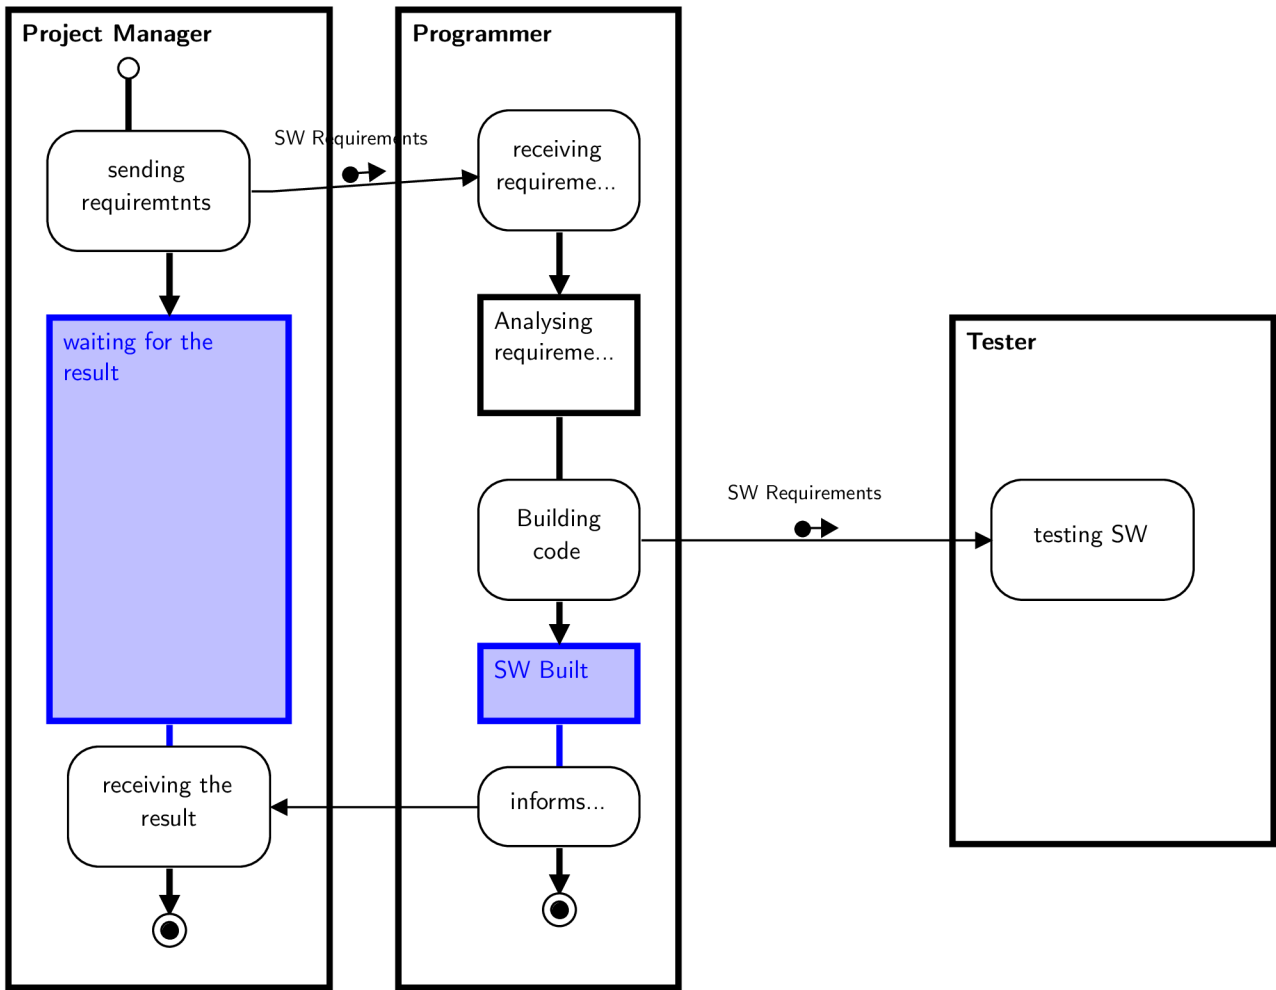 Project Manager
sending
requiremtnts
waiting for the
result
receiving the
result
SW Requirements
Programmer
receiving
requireme...
Analysing
requireme...
Building
code
SW Built
informs...
SW Requirements
Tester
testing SW